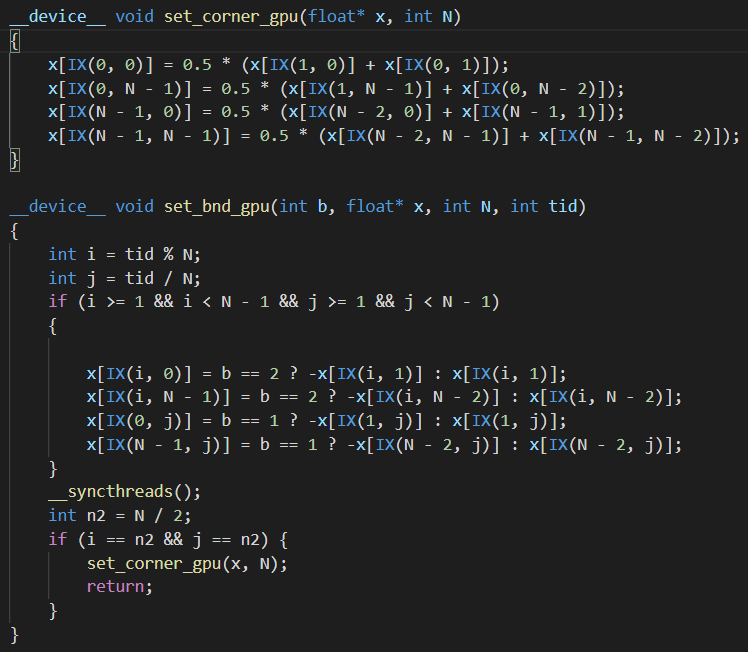 __device__ void set_corner_gpu(float* x, int N)
{
    x[IX(0, 0)] = 0.5 * (x[IX(1, 0)] + x[IX(0, 1)]);
    x[IX(0, N - 1)] = 0.5 * (x[IX(1, N - 1)] + x[IX(0, N - 2)]);
    x[IX(N - 1, 0)] = 0.5 * (x[IX(N - 2, 0)] + x[IX(N - 1, 1)]);
    x[IX(N - 1, N - 1)] = 0.5 * (x[IX(N - 2, N - 1)] + x[IX(N - 1, N - 2)]);
}
__device__ void set_bnd_gpu(int b, float* x, int N, int tid)
{
    int i = tid % N;
    int j = tid / N;
    if (i >= 1 && i < N - 1 && j >= 1 && j < N - 1)
    {
        x[IX(i, 0)] = b == 2 ? -x[IX(i, 1)] : x[IX(i, 1)];
        x[IX(i, N - 1)] = b == 2 ? -x[IX(i, N - 2)] : x[IX(i, N - 2)];
        x[IX(0, j)] = b == 1 ? -x[IX(1, j)] : x[IX(1, j)];
        x[IX(N - 1, j)] = b == 1 ? -x[IX(N - 2, j)] : x[IX(N - 2, j)];
    }
    __syncthreads();
    int n2 = N / 2;
    if (i == n2 && j == n2) {
        set_corner_gpu(x, N);
        return;
    }
}